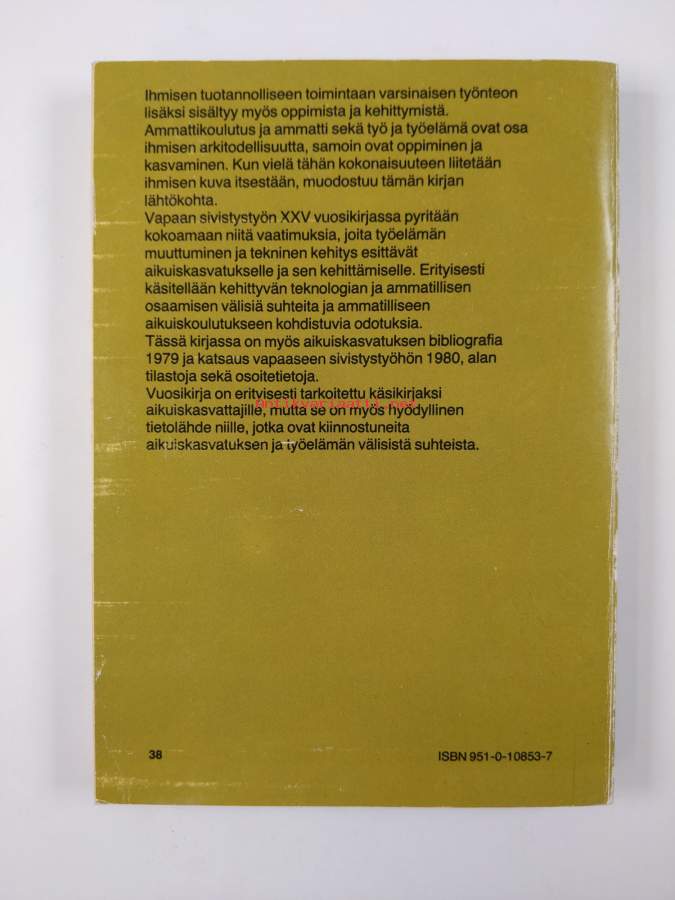 Ihmisen tuotannolliseen toimintaan varsinaisen työnteon
lisäksi sisältyy myös oppimista ja kehittymistä.
Ammattikoulutus ja ammatti sekä työ ja työelämä ovat osa
ihmisen arkitodellisuutta, samoin ovat oppiminen ja
kasvaminen. Kun vielä tähän kokonaisuuteen liitetään
ihmisen kuva itsestään, muodostuu tämän kirjan
lähtökohta.
Vapaan sivistystyön XXV vuosikirjassa pyritään
kokoamaan niitä vaatimuksia, joita työelämän
muuttuminen ja tekninen kehitys esittävät
aikuiskasvatukselle ja sen kehittämiselle. Erityisesti
käsitellään kehittyvän teknologian ja ammatillisen
osaamisen välisiä suhteita ja ammatilliseen
aikuiskoulutukseen kohdistuvia odotuksia.
Tässä kirjassa on myös aikuiskasvatuksen bibliografia
1979 ja katsaus vapaaseen sivistystyöhön 1980, alan
tilastoja sekä osoitetietoja.
Vuosikirja on erityisesti tarkoitettu käsikirjaksi
Antikvariaatti.net
aikuiskasvattajille, mutta se on myös hyödyllinen
tietolähde niille, jotka ovat kiinnostuneita
aikuiskasvatuksen ja työelämän välisistä suhteista.
38
ISBN 951-0-10853-7